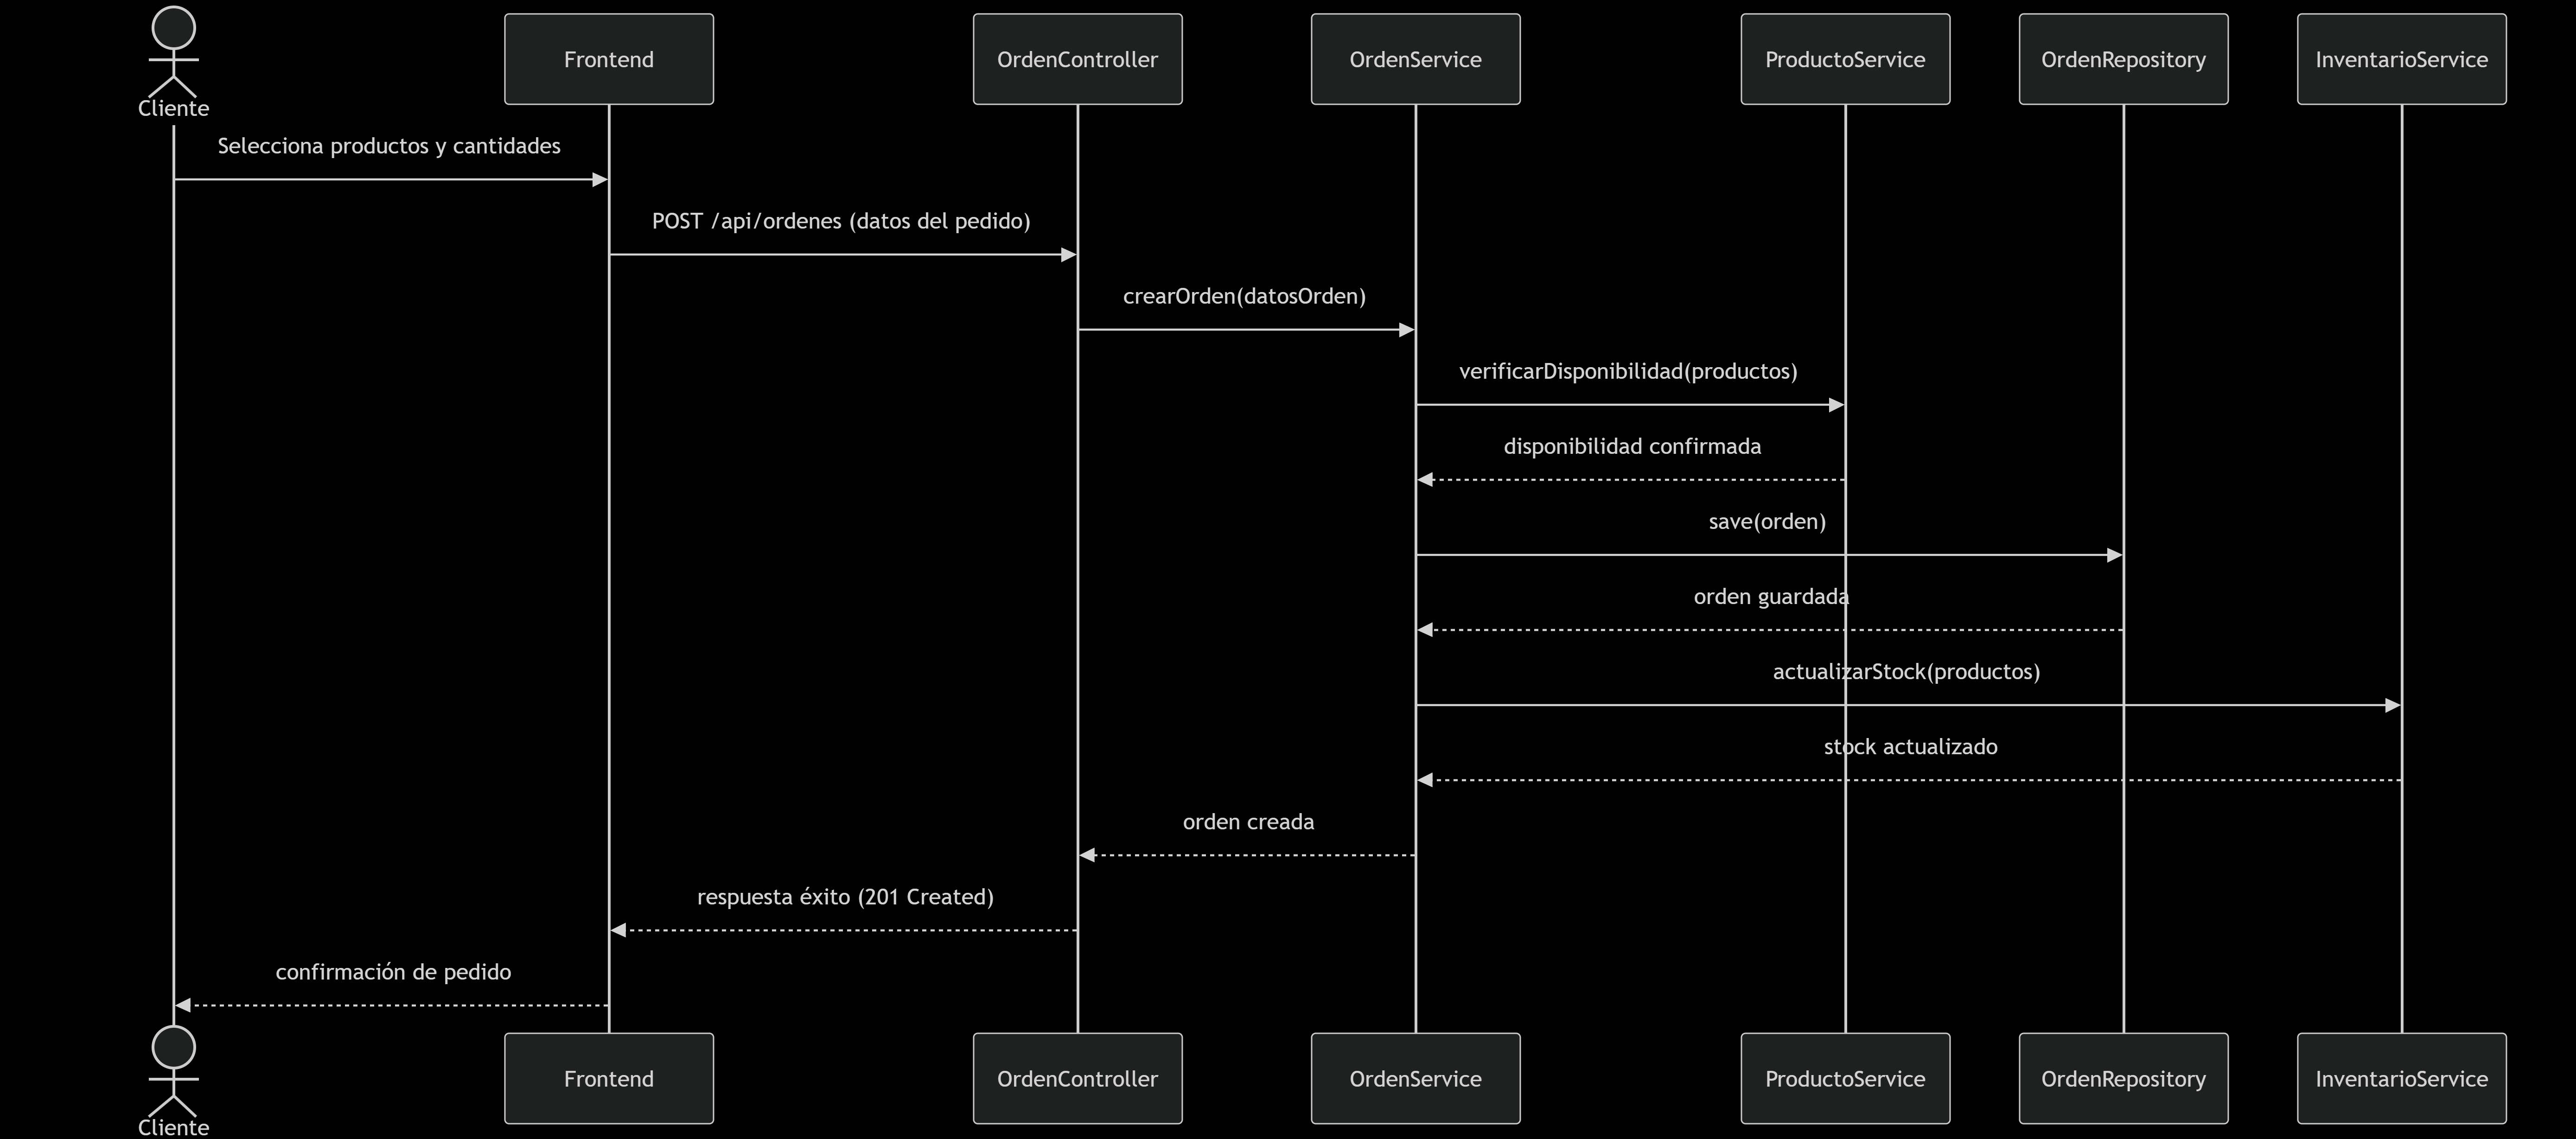 Cliente
Frontend
OrdenController
OrdenService
ProductoService
OrdenRepository
InventarioService
Selecciona productos y cantidades
POST /api/ordenes (datos del pedido)
crearOrden(datosOrden)
verificarDisponibilidad(productos)
disponibilidad confirmada
save(orden)
orden guardada
actualizarStock(productos)
stock actualizado
orden creada
respuesta éxito (201 Created)
confirmación de pedido
Cliente
Frontend
OrdenController
OrdenService
ProductoService
OrdenRepository
InventarioService